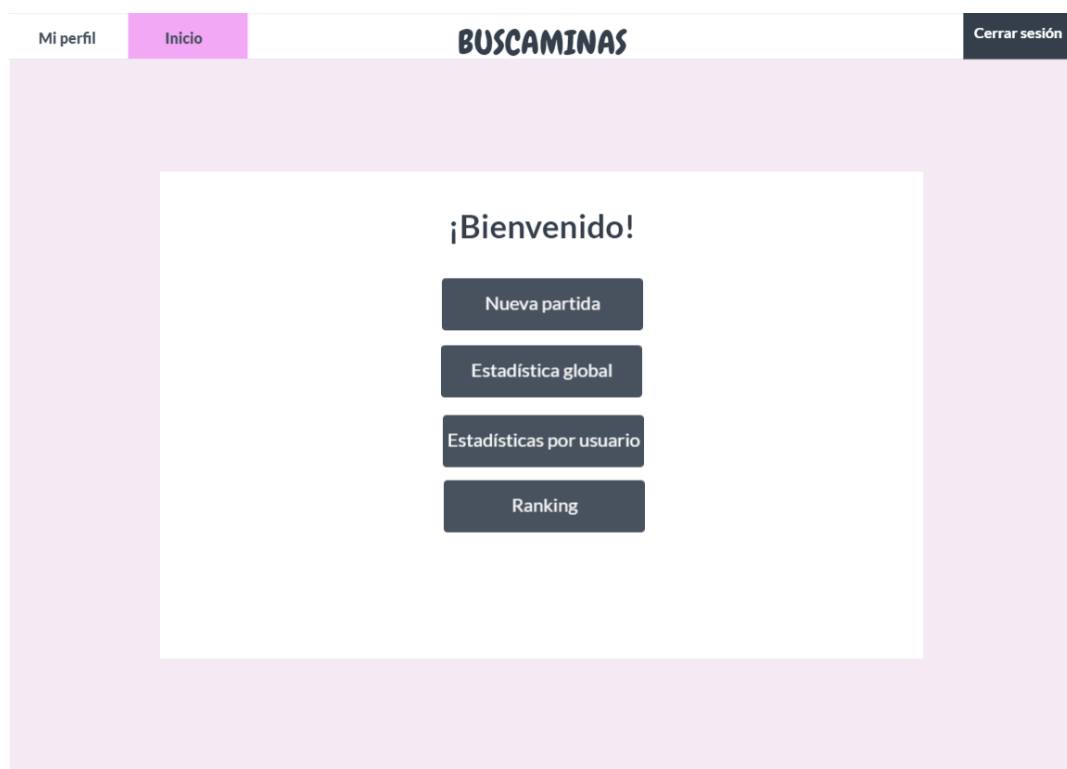 Mi perfil
Inicio
BUSCAMINAS
Cerrar sesión
¡Bienvenido!
Nueva partida
Estadística global
Estadísticas por usuario
Ranking